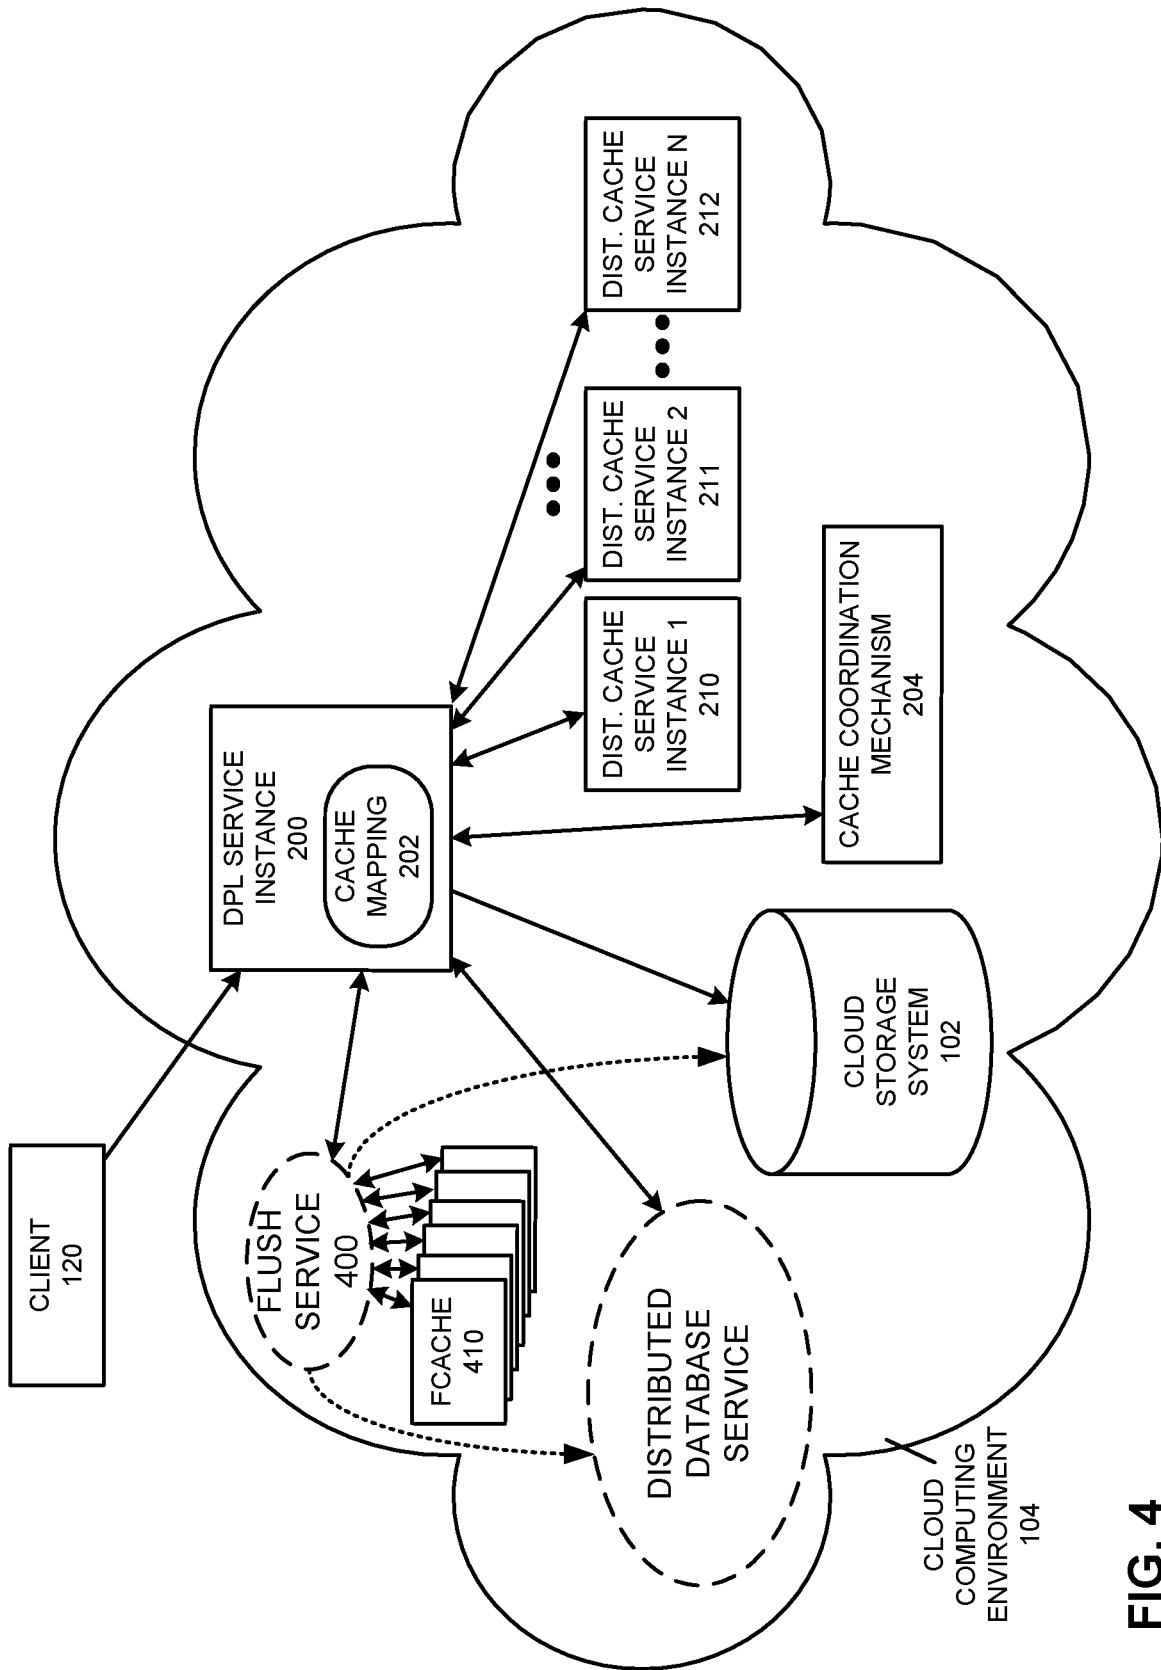 CLIENT
120
DPL SERVICE
INSTANCE
200
CACHE
MAPPING
202
FLUSH
SERVICE
400
FCACHE
410
DISTRIBUTED
DATABASE
SERVICE
CLOUD
STORAGE
SYSTEM
102
CACHE COORDINATION
MECHANISM
204
DIST. CACHE
SERVICE
INSTANCE 1
210
DIST. CACHE
SERVICE
INSTANCE 2
211
DIST. CACHE
SERVICE
INSTANCE N
212
CLOUD
COMPUTING
ENVIRONMENT
104
FIG. 4